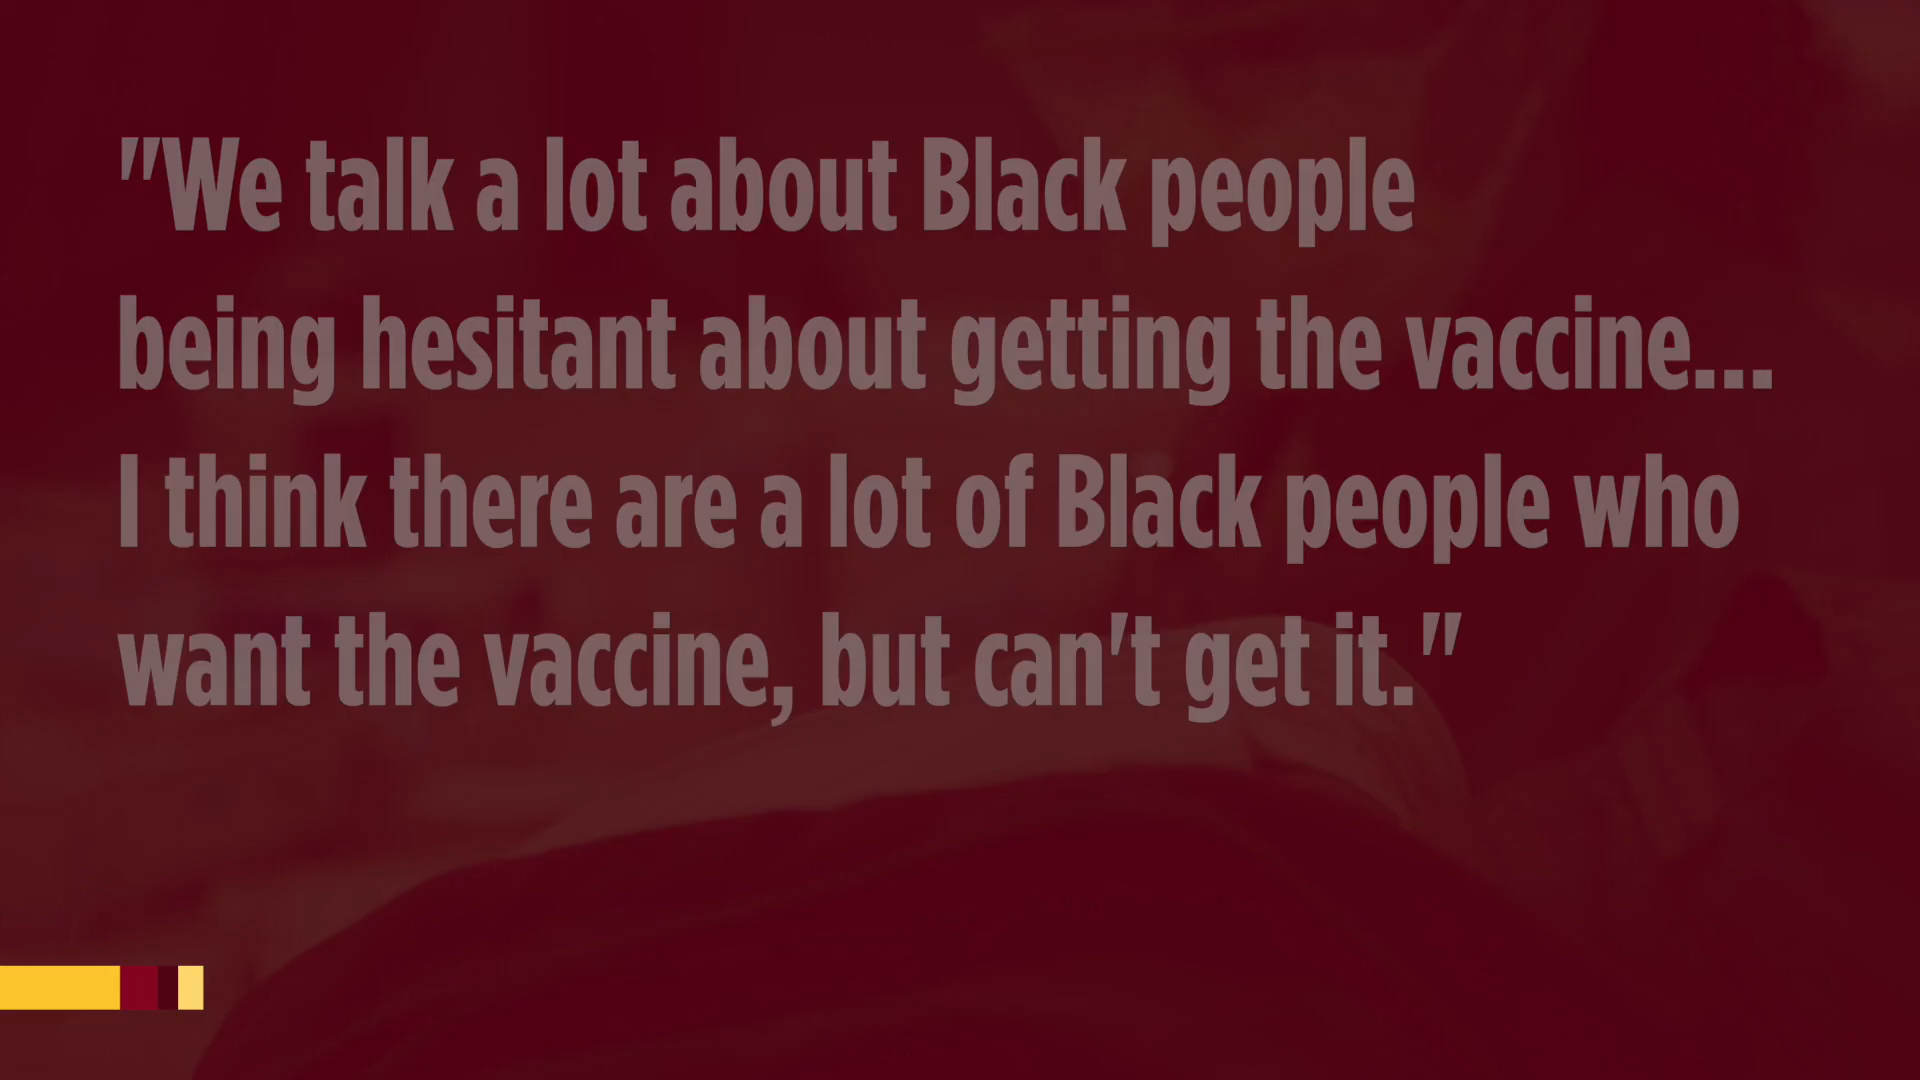 "We talk a lot about Black people
being hesitant about getting the vaccine...
I think there are a lot of Black people who
want the vaccine, but can't get it."